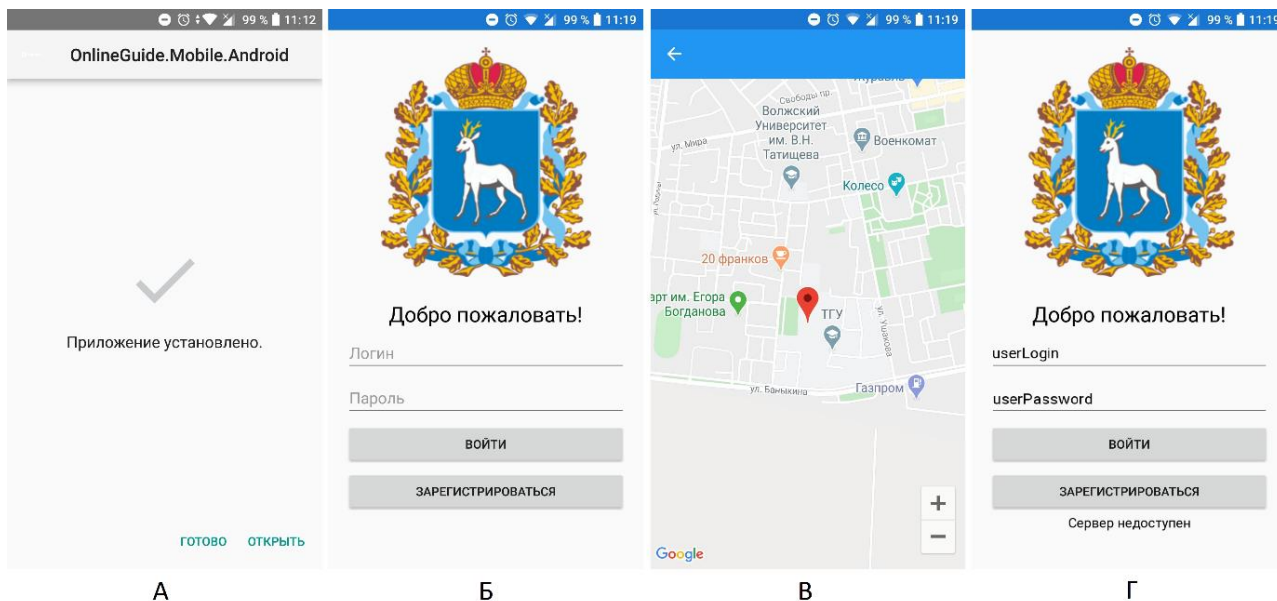 99 % 11:12
OnlineGuide.Mobile.Android
Приложение установлено.
ГОТОВО ОТКРЫТЬ
А
99 % 11:19
Добро пожаловать!
Логин
Пароль
ВОЙТИ
ЗАРЕГИСТРИРОВАТЬСЯ
Б
99 % 11:19
Свободы пр.
Волжский
Университет
им. В.Н.
Татищева
ул. Мира
Военкомат
Колесо
20 франков
арт им. Егора
Богданова
ТГУ
ул. Ушакова
ул. Баныкина
Газпром
+
−
Google
В
99 % 11:19
Добро пожаловать!
userLogin
userPassword
ВОЙТИ
ЗАРЕГИСТРИРОВАТЬСЯ
Сервер недоступен
Г